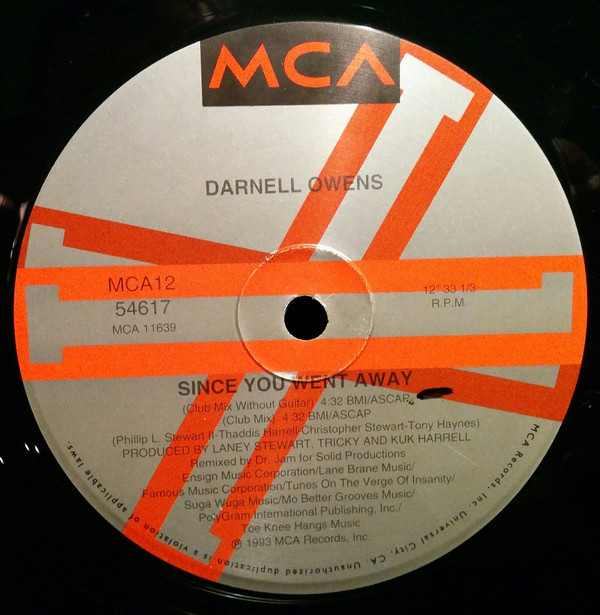 MCA
DARNELL OWENS
MCA12
54617
MCA 11639
12" 33 1/3
R.P.M.
SINCE YOU WENT AWAY
(Club Mix Without Guitar) 4:32 BMI/ASCAP
(Club Mix) 4:32 BMI/ASCAP
(Phillip L. Stewart II-Thaddis Harrell-Christopher Stewart-Tony Haynes)
PRODUCED BY LANEY STEWART, TRICKY AND KUK HARRELL
Remixed by Dr. Jam for Solid Productions
Ensign Music Corporation/Lane Brane Music/
Famous Music Corporation/Tunes On The Verge Of Insanity/
Suga Wuga Music/Mo Better Grooves Music/
PolyGram International Publishing, Inc./
Toe Knee Hangs Music
℗ 1993 MCA Records, Inc.
MCA Records, Inc. Universal City, CA. Unauthorized duplication is a violation of applicable laws.